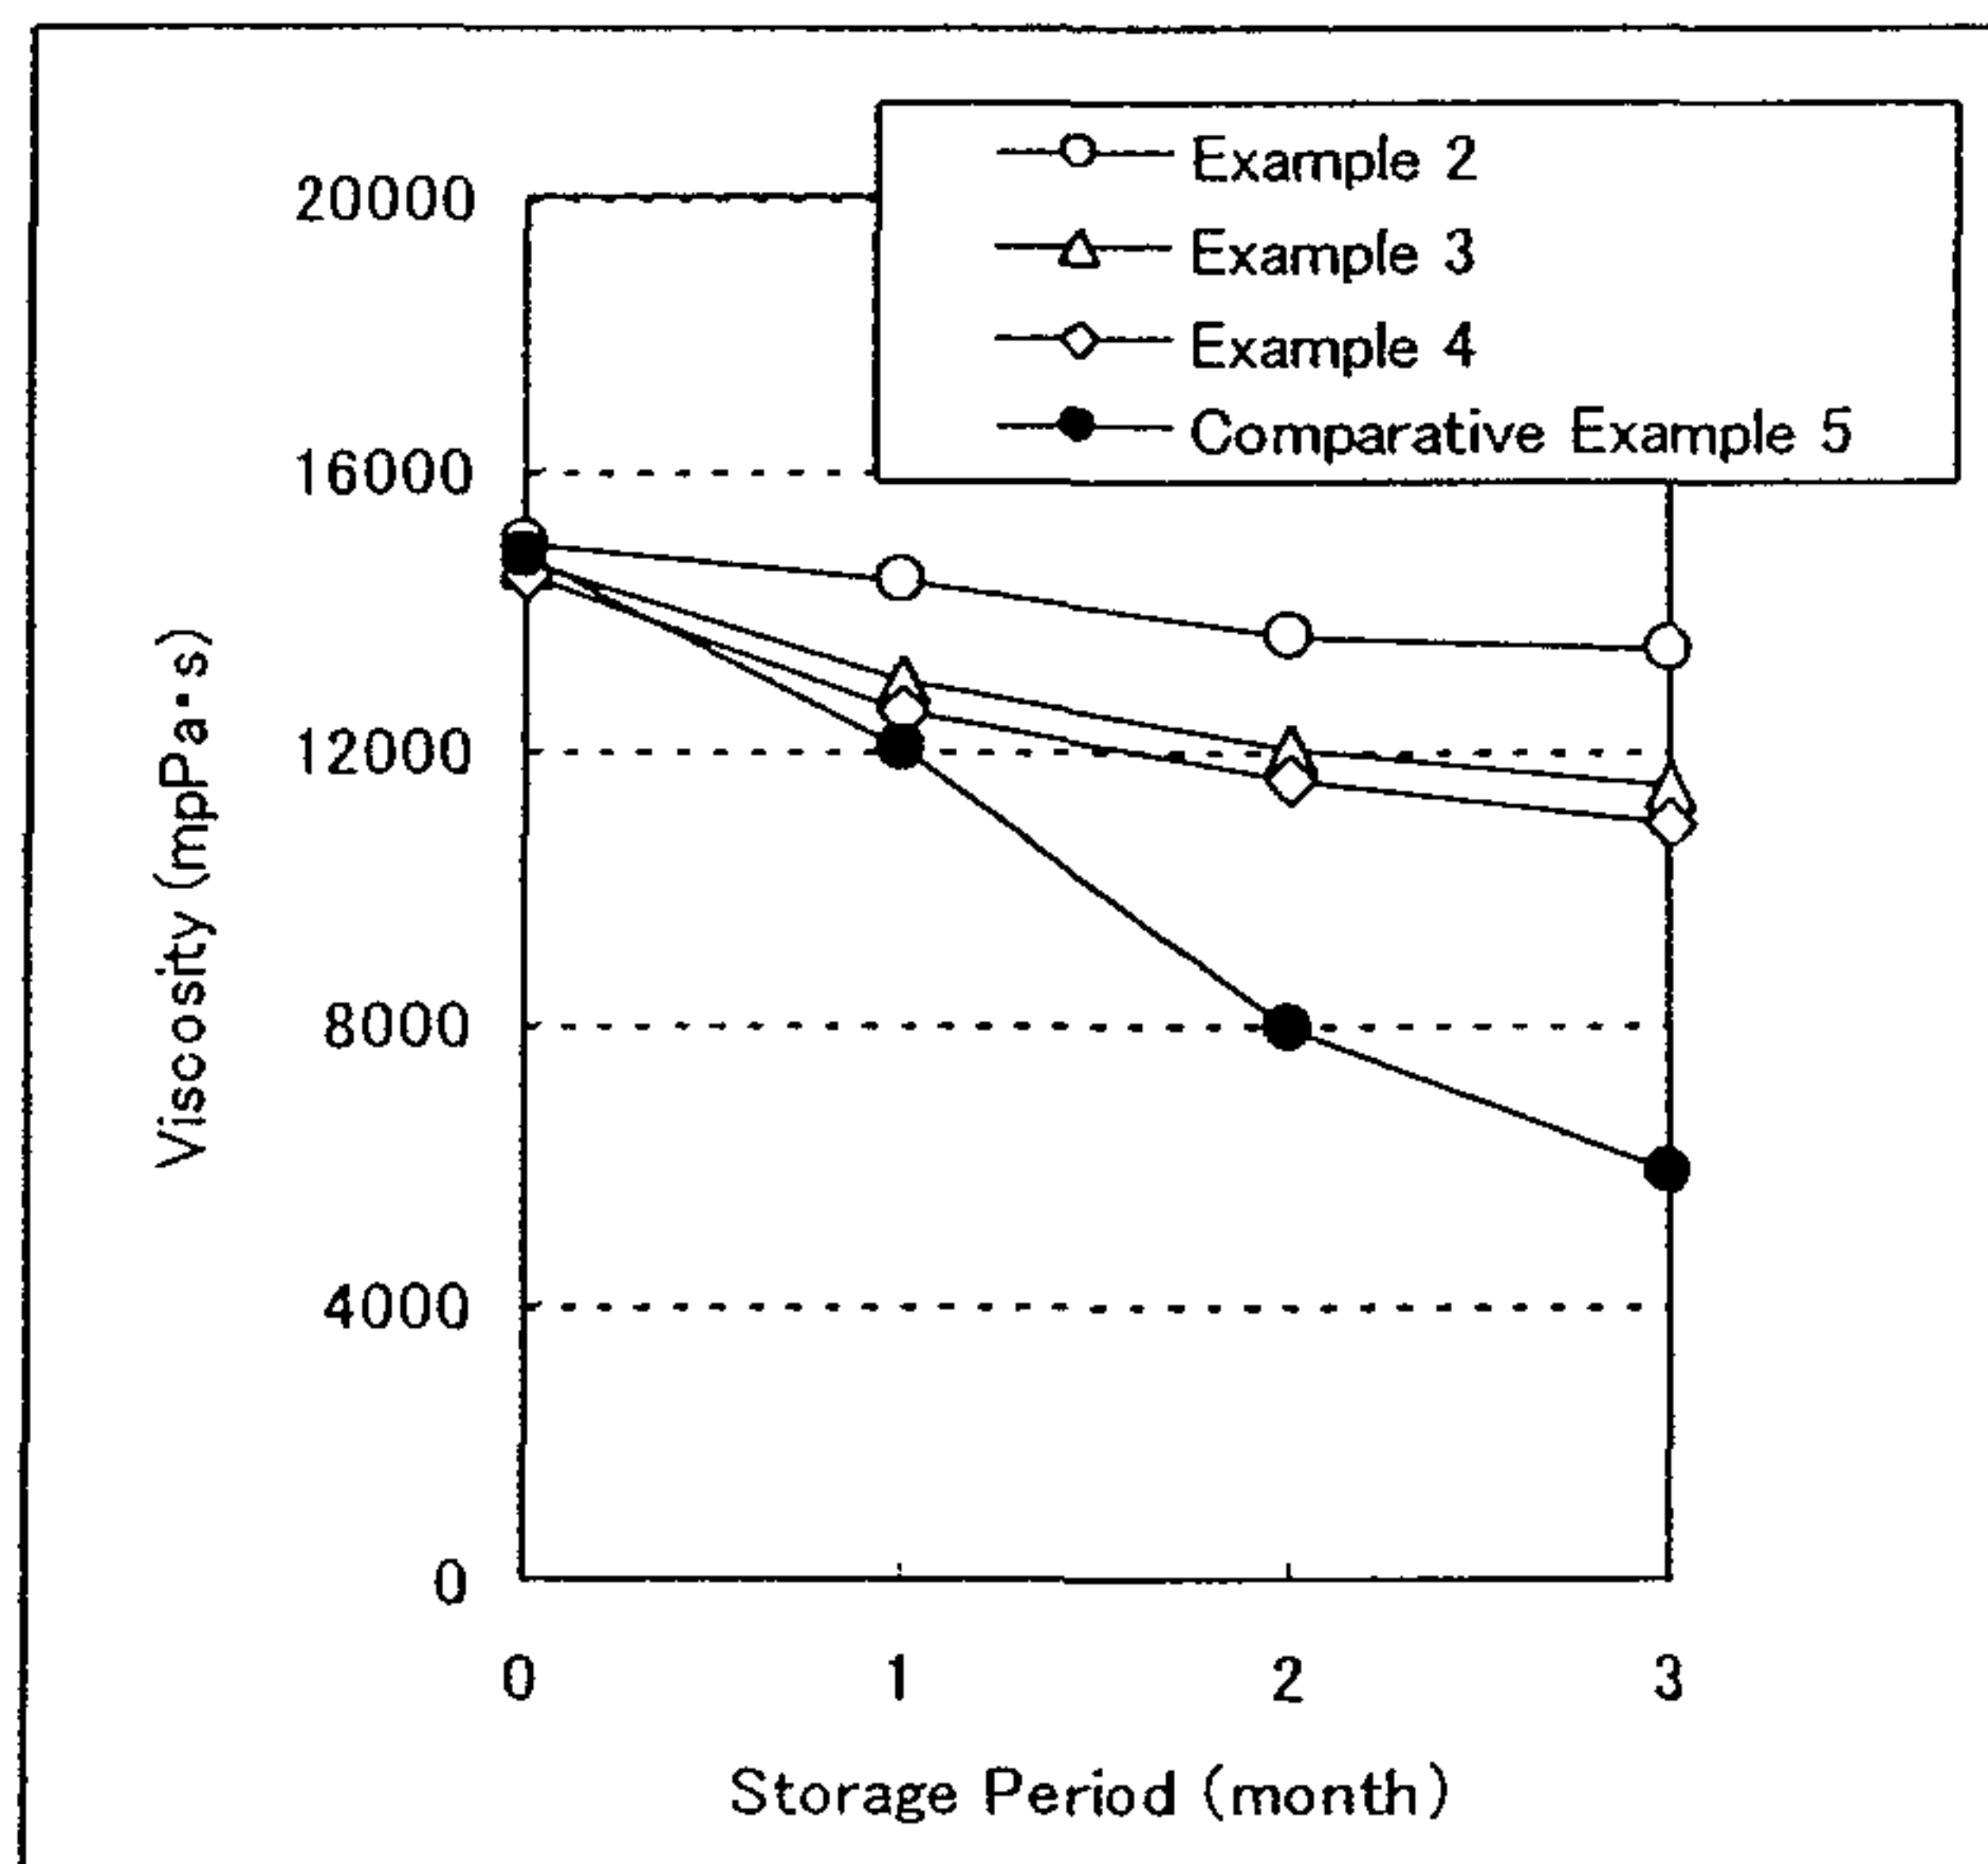 Example 2
Example 3
Example 4
Comparative Example 5
20000
16000
12000
8000
4000
0
Viscosity (mpPa·s)
0 1 2 3
Storage Period (month)